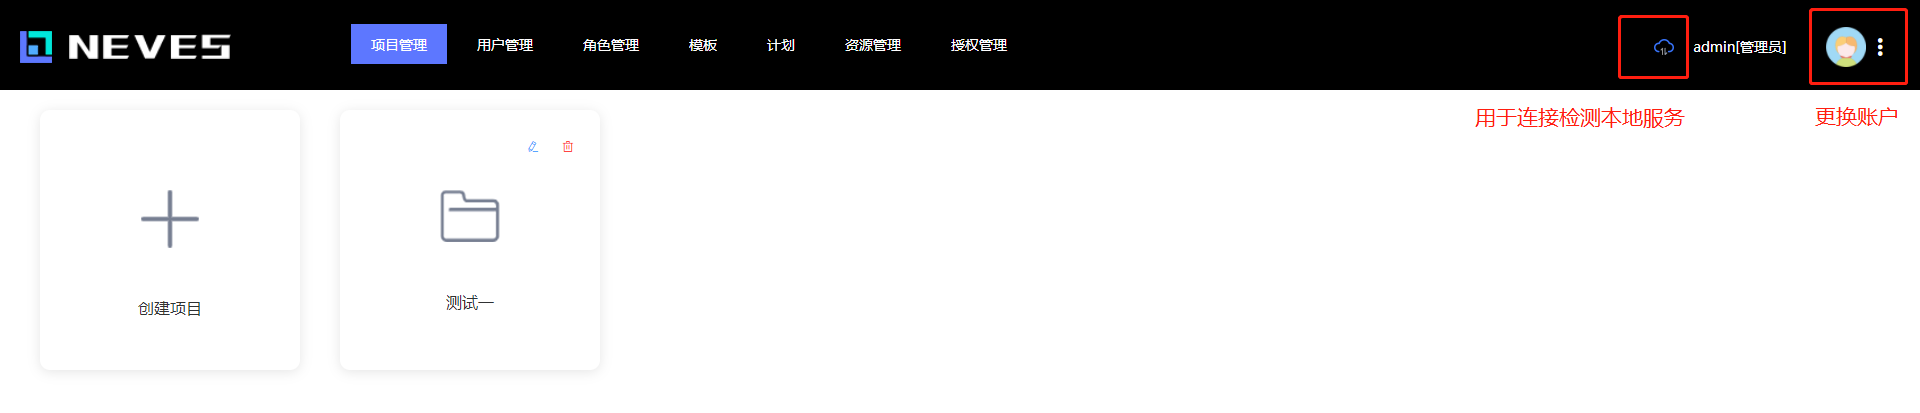 NEVES 项目管理 用户管理 角色管理 模板 计划 资源管理 授权管理 admin[管理员]
用于连接检测本地服务 更换账户
创建项目 测试一